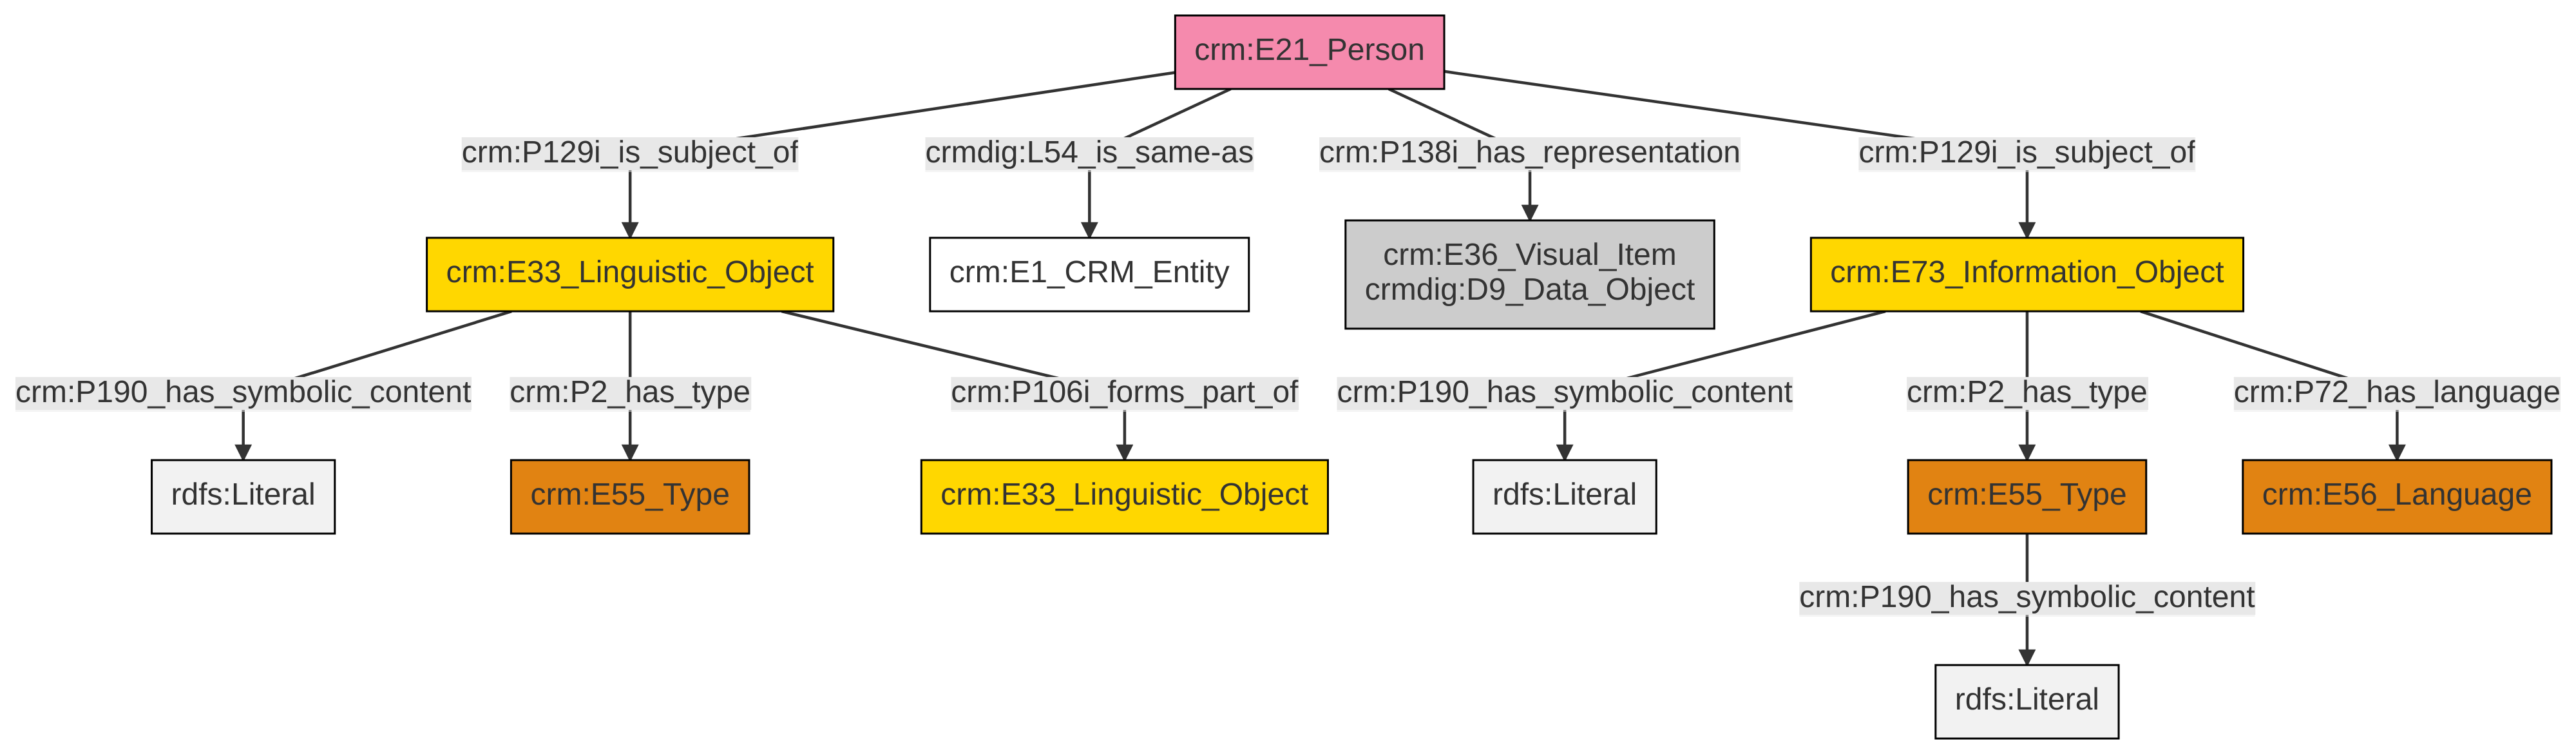 crm:E21_Person
crm:P129i_is_subject_of
crmdig:L54_is_same-as
crm:P138i_has_representation
crm:P129i_is_subject_of
crm:E33_Linguistic_Object
crm:E1_CRM_Entity
crm:E36_Visual_Item
crmdig:D9_Data_Object
crm:E73_Information_Object
crm:P190_has_symbolic_content
crm:P2_has_type
crm:P106i_forms_part_of
crm:P190_has_symbolic_content
crm:P2_has_type
crm:P72_has_language
rdfs:Literal
crm:E55_Type
crm:E33_Linguistic_Object
rdfs:Literal
crm:E55_Type
crm:E56_Language
crm:P190_has_symbolic_content
rdfs:Literal